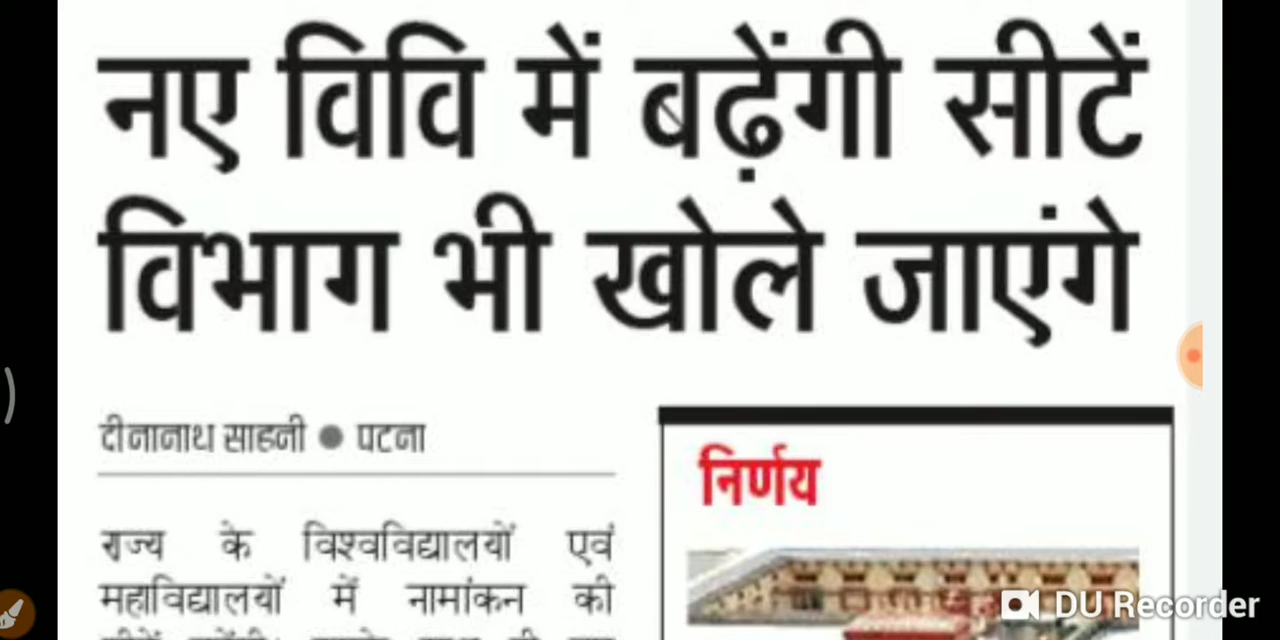 नए विवि में बढ़ेंगी सीटें
विभाग भी खोले जाएंगे
दीनानाथ साहनी ● पटना
राज्य के विश्वविद्यालयों एवं
महाविद्यालयों में नामांकन की
निर्णय
DU Recorder